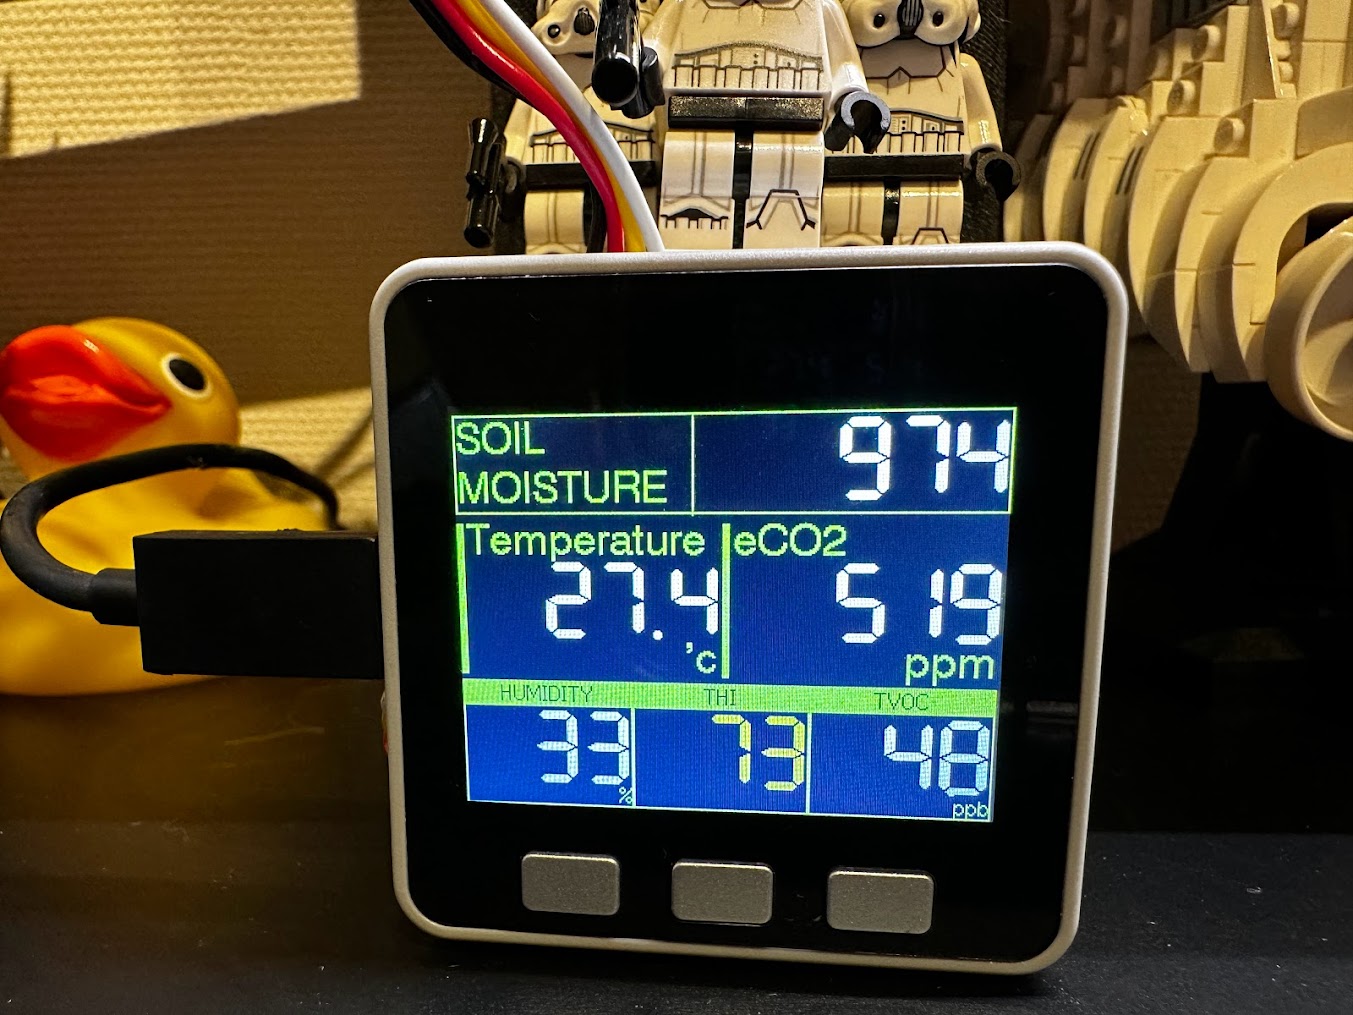 SOIL
MOISTURE
974
Temperature
27.4
'c
eCO2
519
ppm
HUMIDITY
33
%
THI
73
TVOC
48
ppb